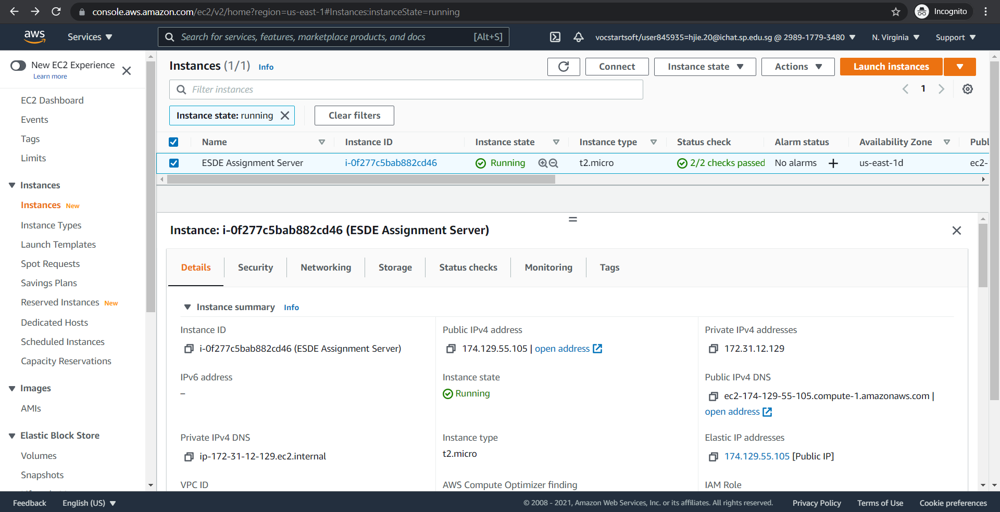 console.aws.amazon.com/ec2/v2/home?region=us-east-1#Instances:instanceState=running
Incognito
aws
Services
Search for services, features, marketplace products, and docs
[Alt+S]
vocstartsoft/user845935=hjie.20@ichat.sp.edu.sg @ 2989-1779-3480
N. Virginia
Support
New EC2 Experience
Learn more
EC2 Dashboard
Events
Tags
Limits
Instances
Instances New
Instance Types
Launch Templates
Spot Requests
Savings Plans
Reserved Instances New
Dedicated Hosts
Scheduled Instances
Capacity Reservations
Images
AMIs
Elastic Block Store
Volumes
Snapshots
Instances (1/1) Info
Connect
Instance state
Actions
Launch instances
Filter instances
1
Instance state: running
Clear filters
Name Instance ID Instance state Instance type Status check Alarm status Availability Zone Publ
ESDE Assignment Server i-0f277c5bab882cd46 Running t2.micro 2/2 checks passed No alarms + us-east-1d ec2-
Instance: i-0f277c5bab882cd46 (ESDE Assignment Server)
Details Security Networking Storage Status checks Monitoring Tags
Instance summary Info
Instance ID
i-0f277c5bab882cd46 (ESDE Assignment Server)
Public IPv4 address
174.129.55.105 | open address
Private IPv4 addresses
172.31.12.129
IPv6 address
–
Instance state
Running
Public IPv4 DNS
ec2-174-129-55-105.compute-1.amazonaws.com |
open address
Private IPv4 DNS
ip-172-31-12-129.ec2.internal
Instance type
t2.micro
Elastic IP addresses
174.129.55.105 [Public IP]
VPC ID
AWS Compute Optimizer finding
IAM Role
Feedback
English (US)
© 2008 - 2021, Amazon Web Services, Inc. or its affiliates. All rights reserved.
Privacy Policy
Terms of Use
Cookie preferences